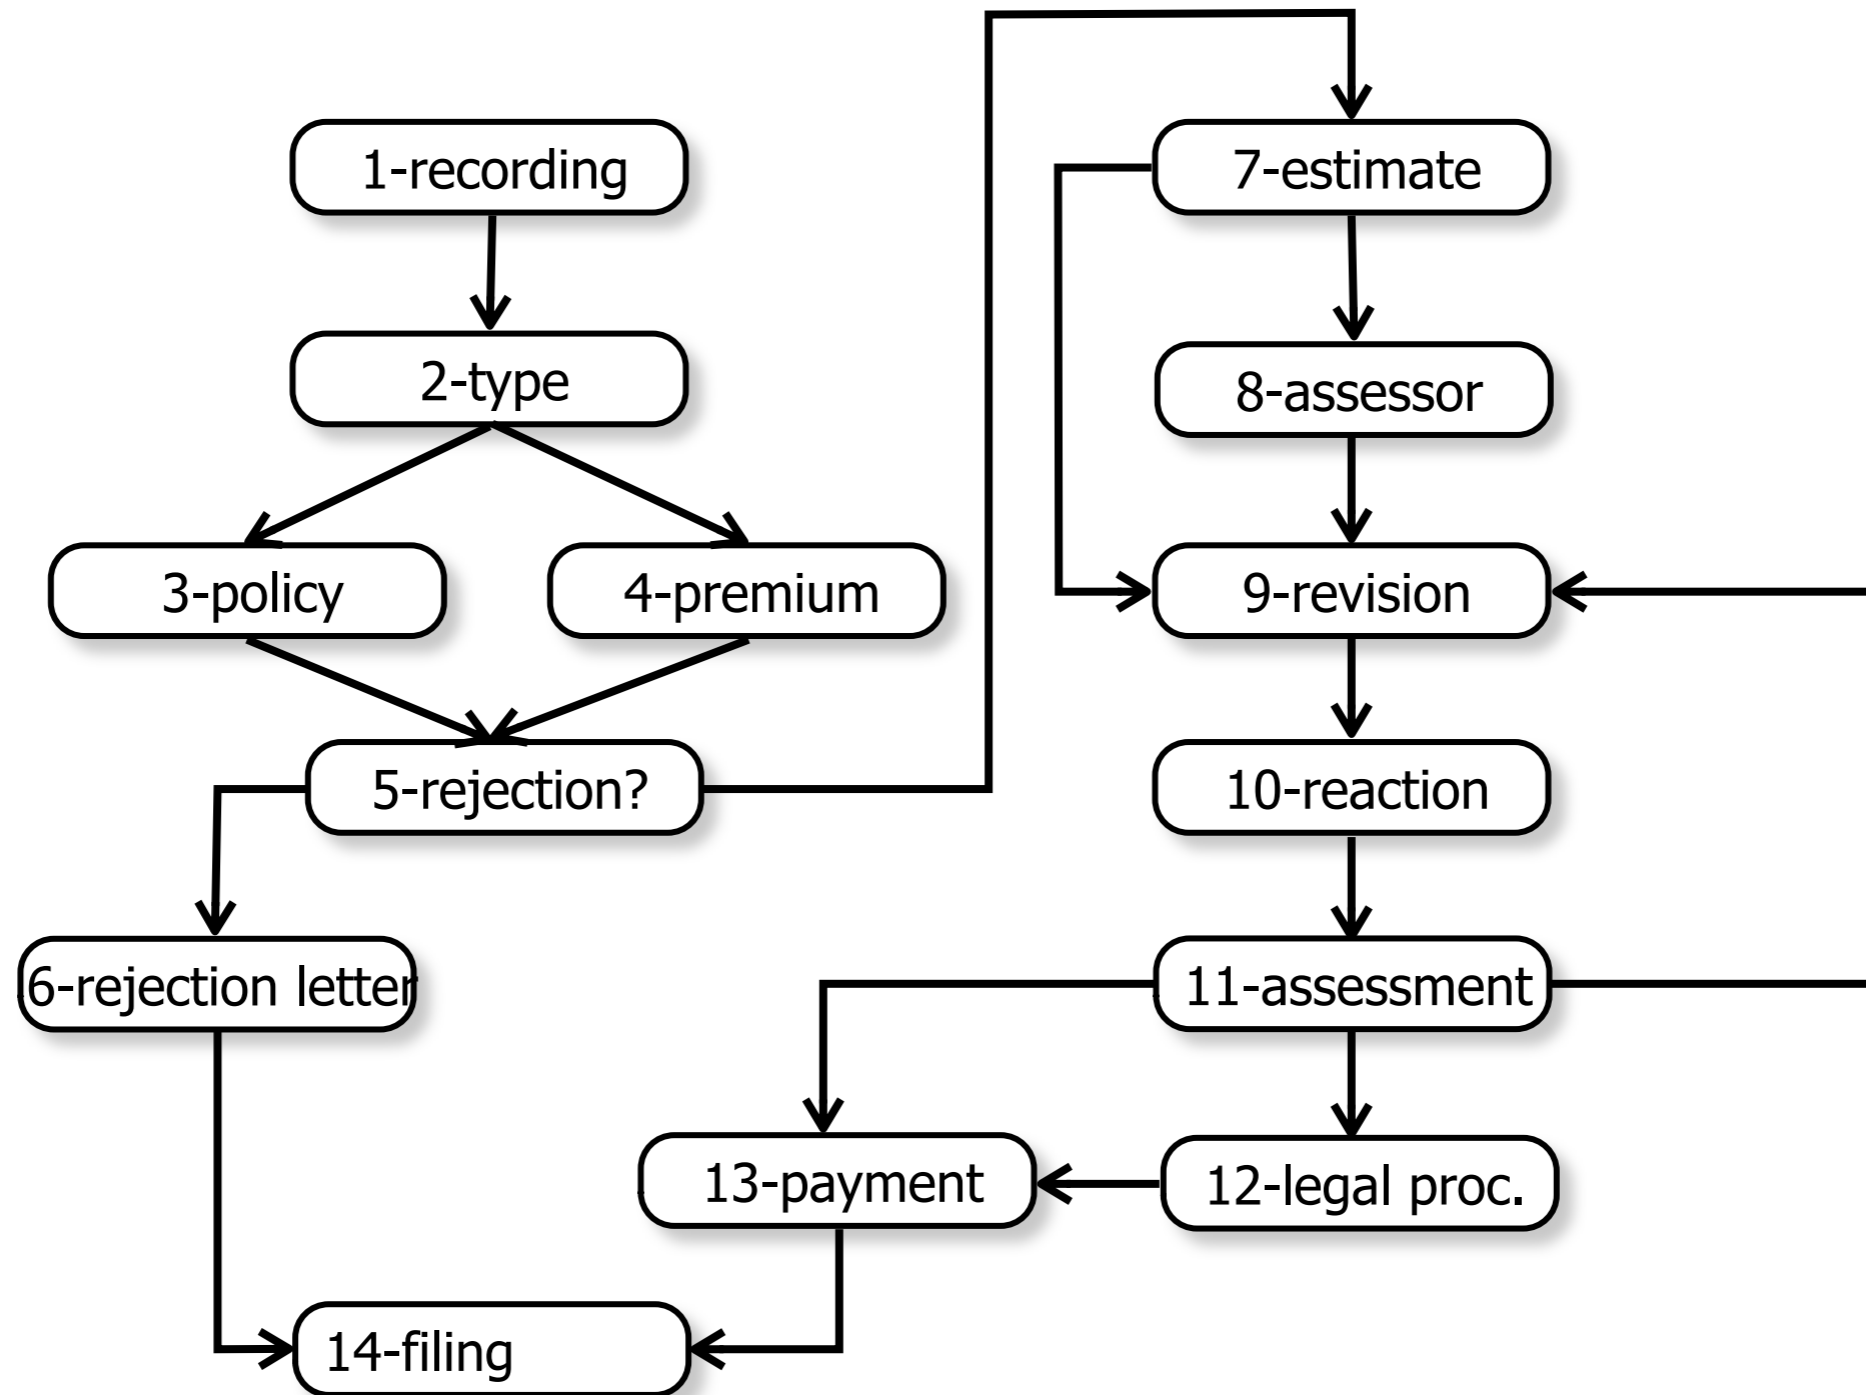 1-recording
2-type
3-policy
4-premium
5-rejection?
6-rejection letter
7-estimate
8-assessor
9-revision
10-reaction
11-assessment
12-legal proc.
13-payment
14-filing